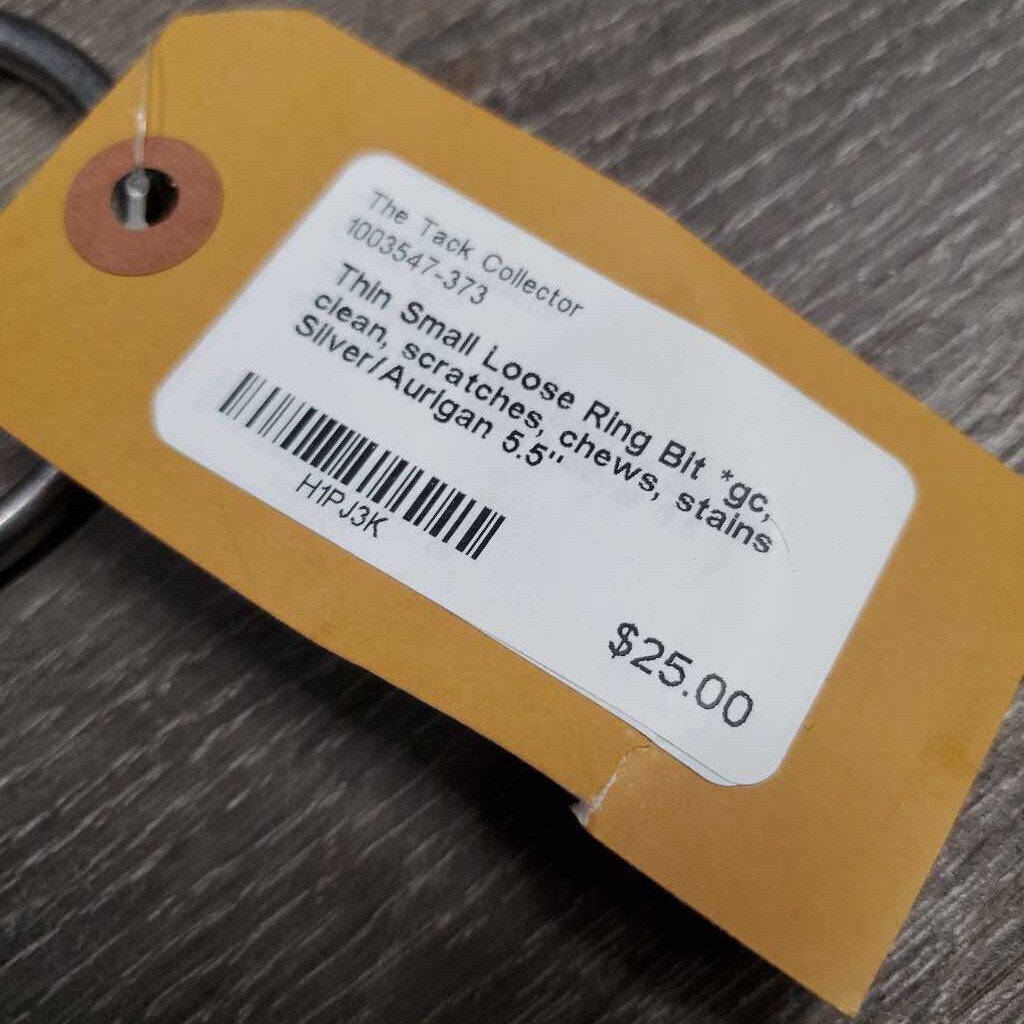 The Tack Collector
1003547-373
Thin Small Loose Ring Bit *gc,
clean, scratches, chews, stains
Silver/Aurigan 5.5''
H1PJ3K
$25.00